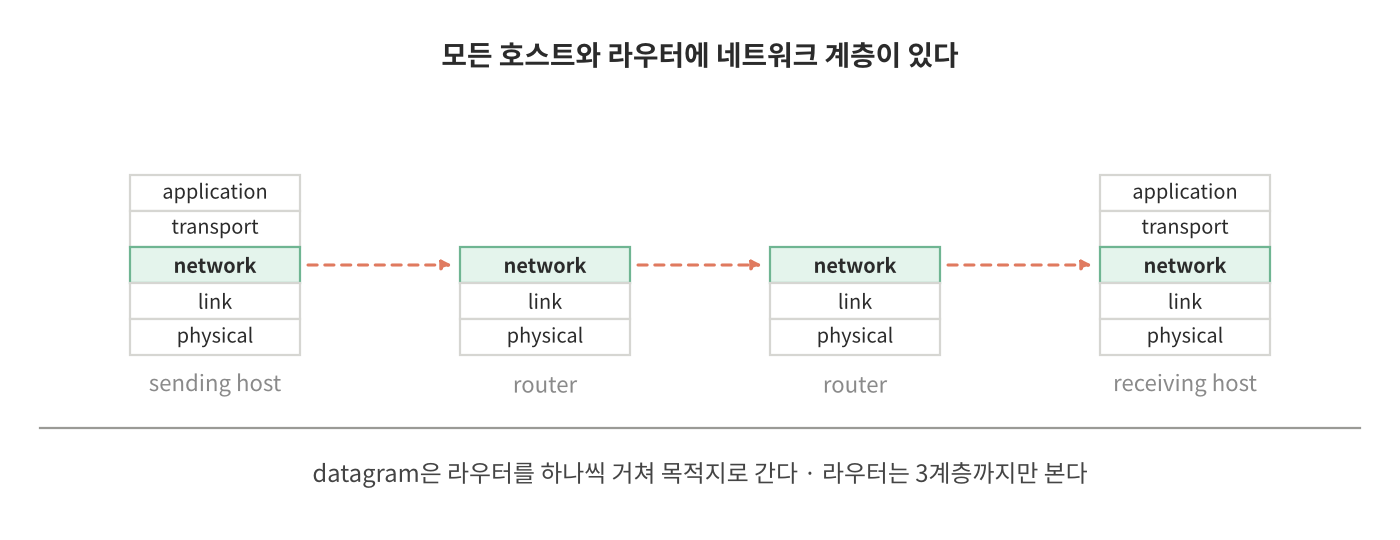 모든 호스트와 라우터에 네트워크 계층이 있다
application
transport
network
link
physical
sending host
network
link
physical
router
network
link
physical
router
application
transport
network
link
physical
receiving host
datagram은 라우터를 하나씩 거쳐 목적지로 간다 · 라우터는 3계층까지만 본다